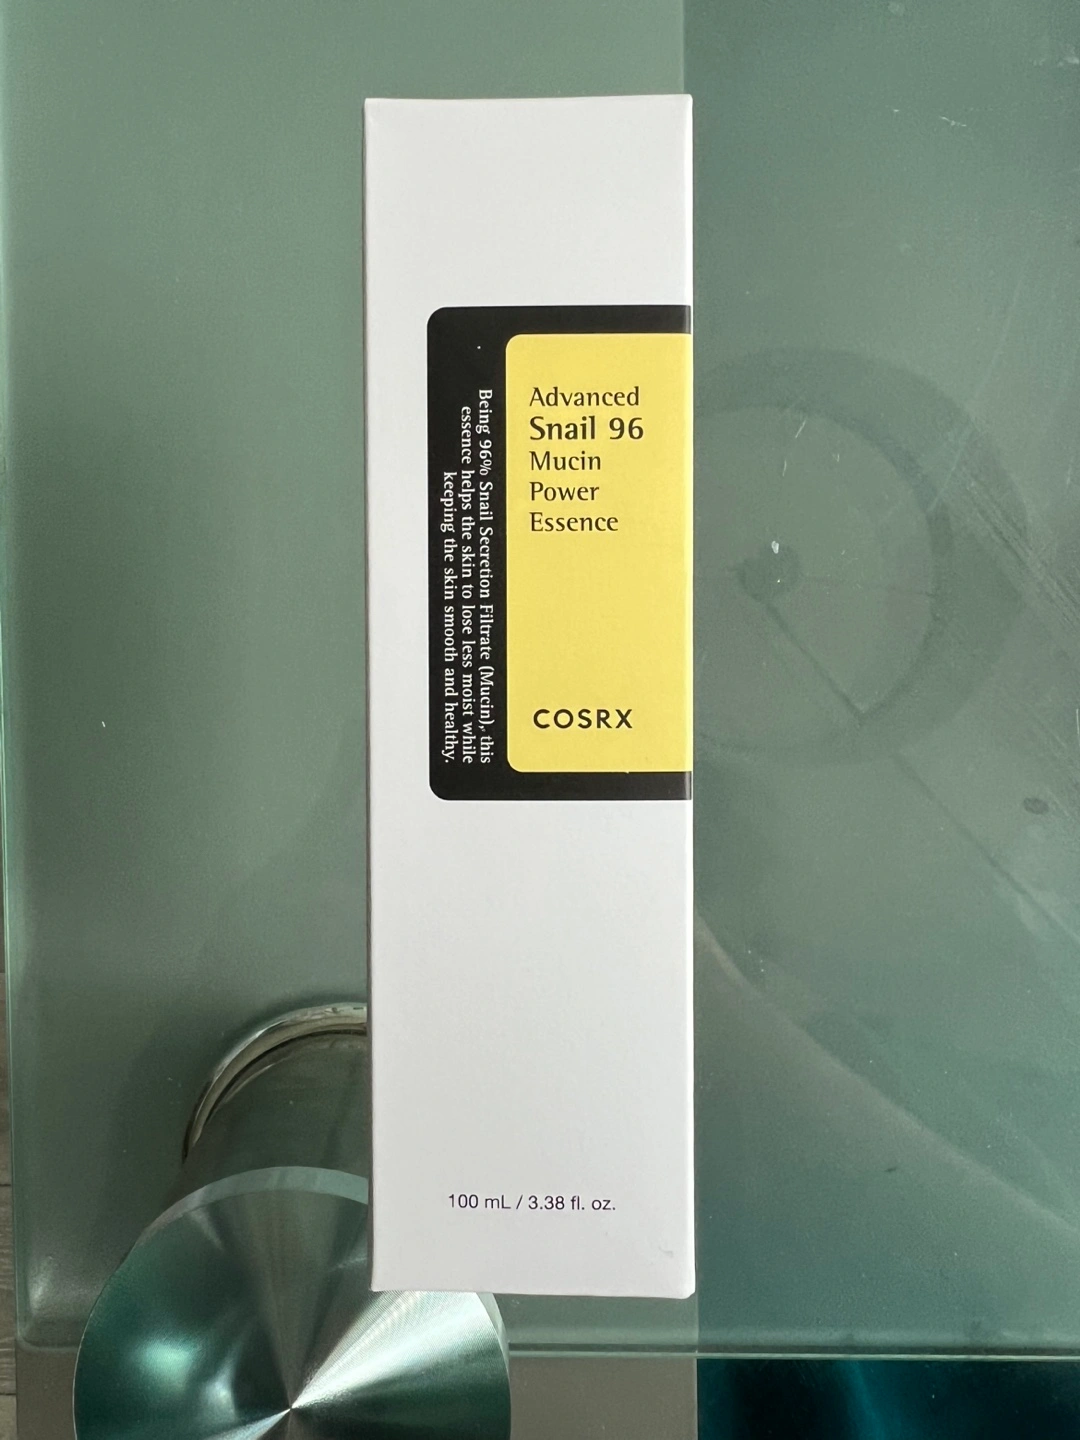 Advanced
Snail 96
Mucin
Power
Essence
COSRX
Being 96% Snail Secretion Filtrate (Mucin), this
essence helps the skin to lose less moist while
keeping the skin smooth and healthy.
100 mL / 3.38 fl. oz.